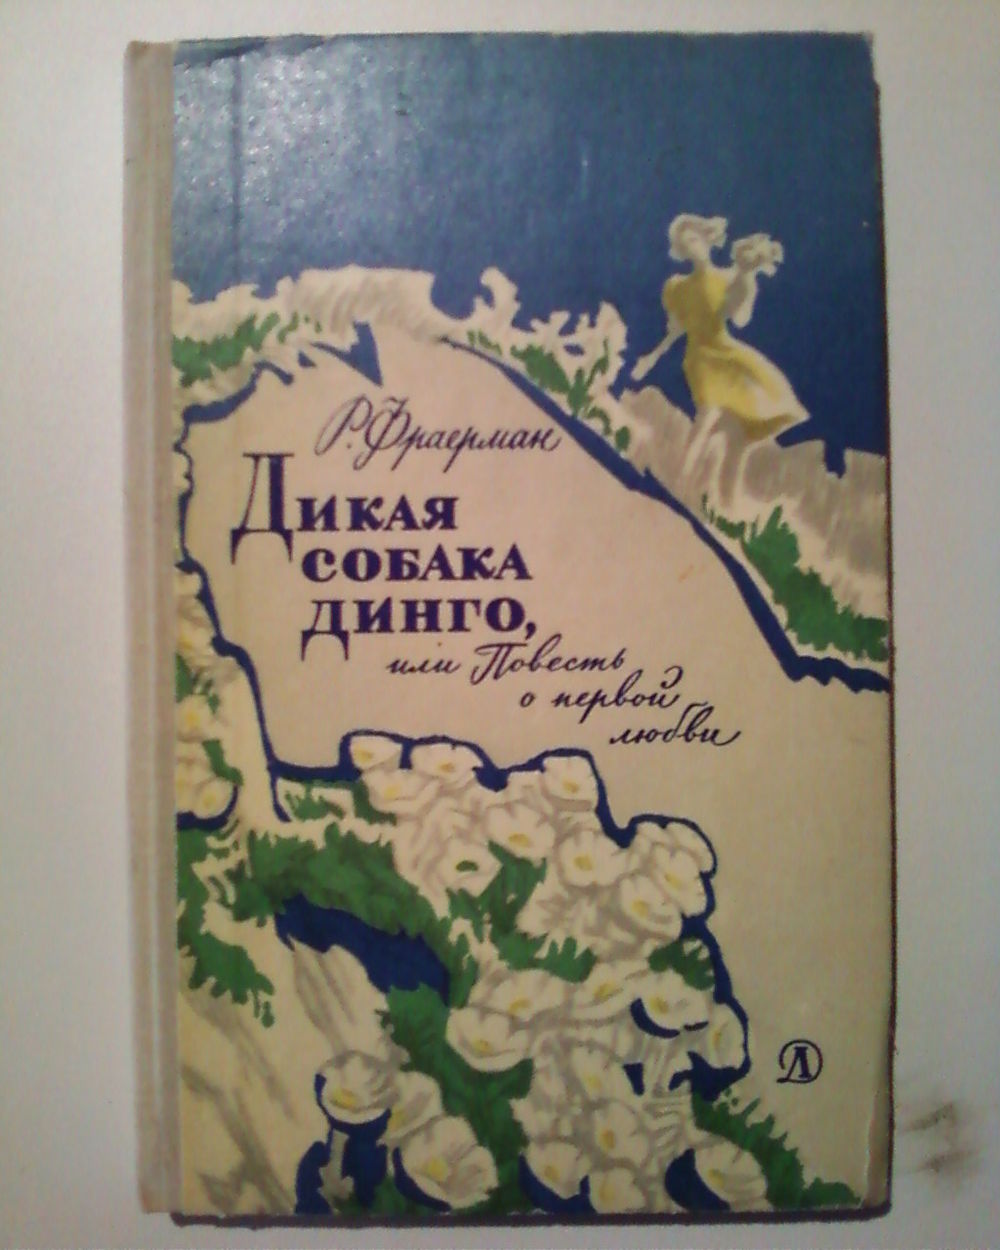 Р. Фраерман
Дикая
собака
динго,
или Повесть
о первой
любви
Д